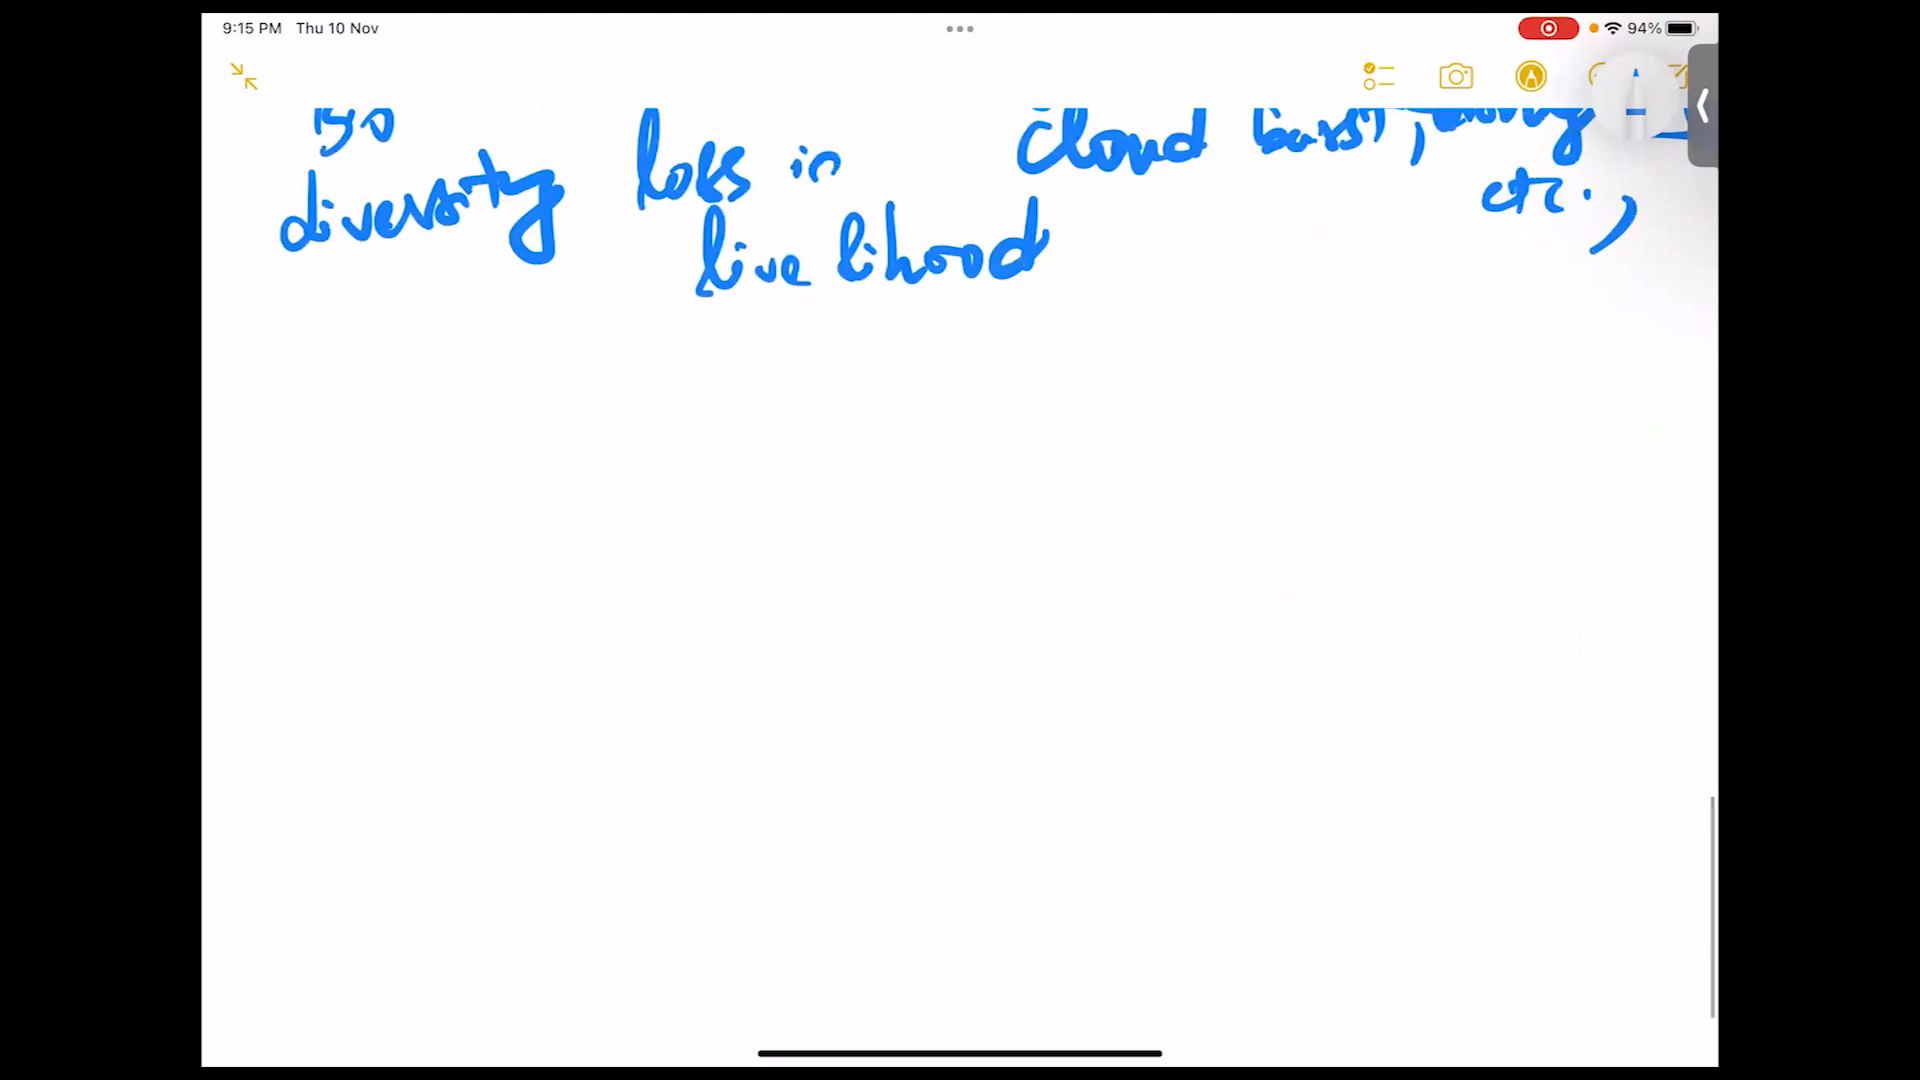 9:15 PM Thu 10 Nov
94%
diversity loss in
live lihood
cloud burst,
etc.,